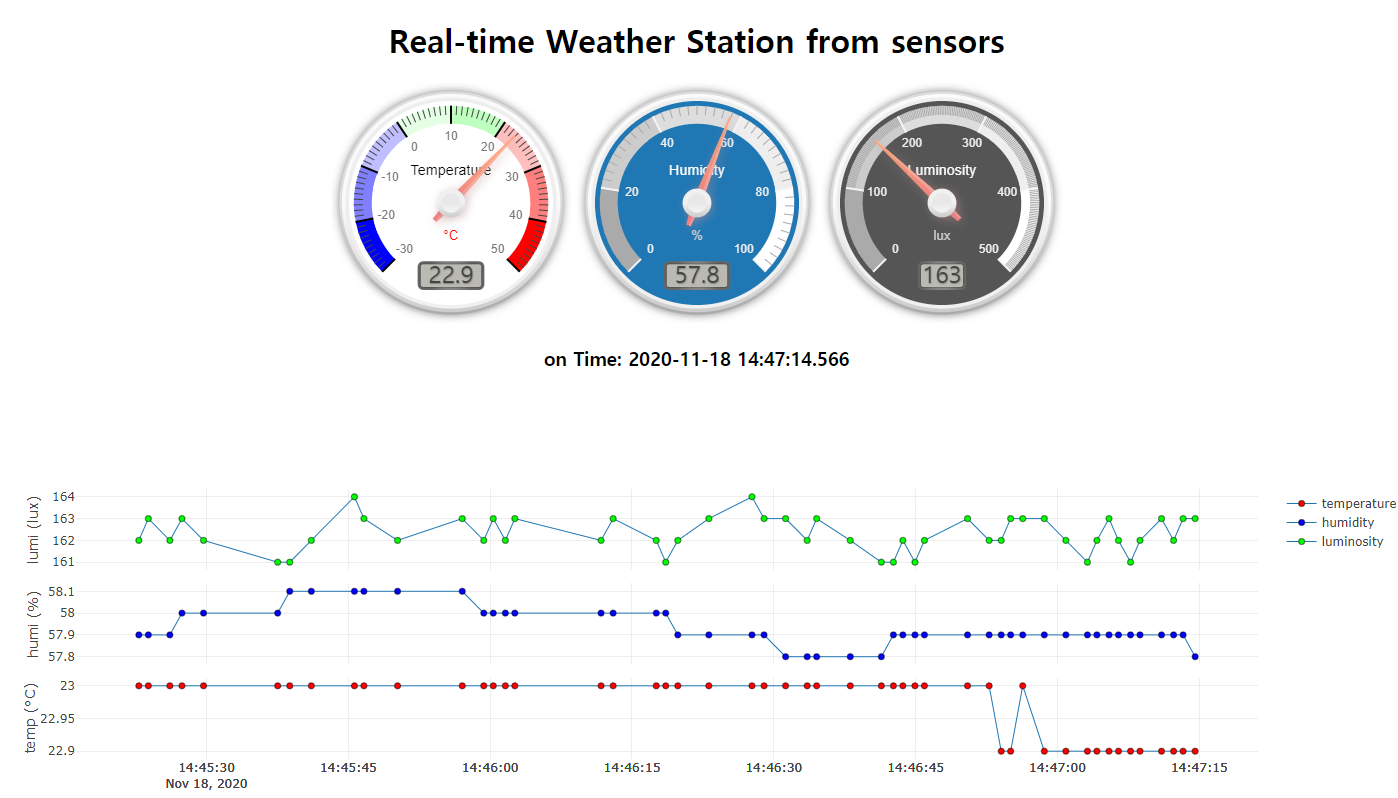 Real-time Weather Station from sensors
-30 -20 -10 0 10 20 30 40 50
Temperature
°C
22.9
0 20 40 60 80 100
Humidity
%
57.8
0 100 200 300 400 500
Luminosity
lux
163
on Time: 2020-11-18 14:47:14.566
lumi (lux)
164
163
162
161
humi (%)
58.1
58
57.9
57.8
temp (°C)
23
22.95
22.9
14:45:30 14:45:45 14:46:00 14:46:15 14:46:30 14:46:45 14:47:00 14:47:15
Nov 18, 2020
temperature
humidity
luminosity